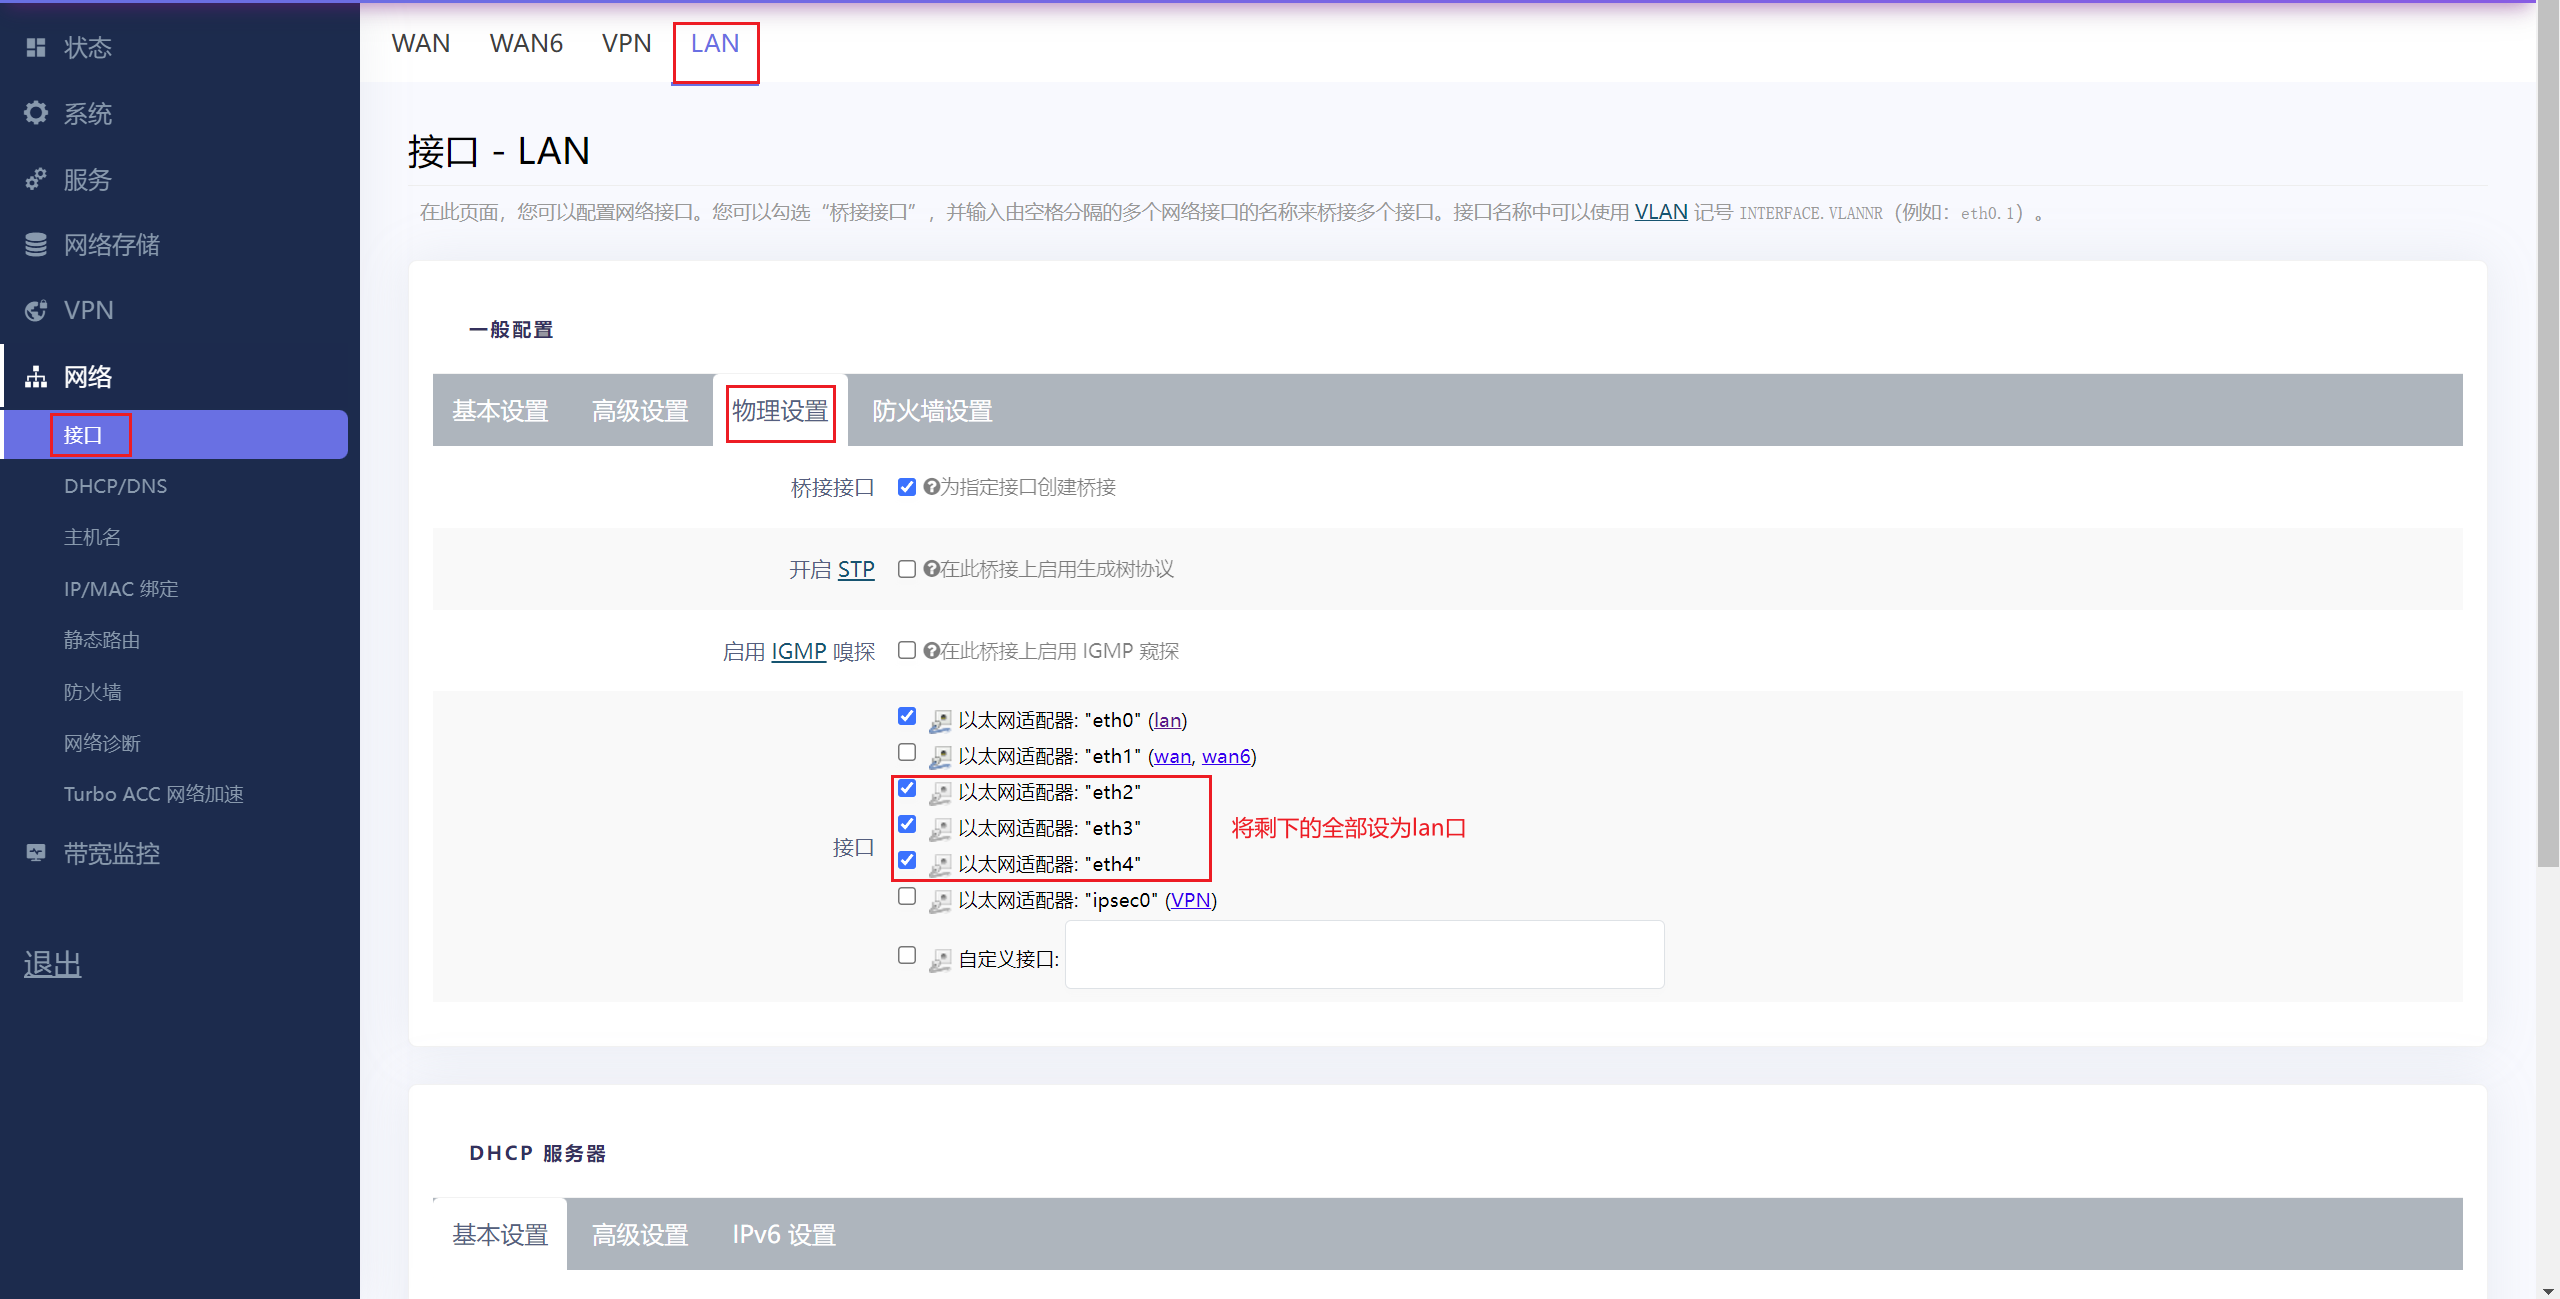 状态
系统
服务
网络存储
VPN
网络
接口
DHCP/DNS
主机名
IP/MAC 绑定
静态路由
防火墙
网络诊断
Turbo ACC 网络加速
带宽监控
退出
WAN WAN6 VPN LAN
接口 - LAN
在此页面，您可以配置网络接口。您可以勾选“桥接接口”，并输入由空格分隔的多个网络接口的名称来桥接多个接口。接口名称中可以使用 VLAN 记号 INTERFACE.VLANNR（例如：eth0.1）。
一般配置
基本设置 高级设置 物理设置 防火墙设置
桥接接口 为指定接口创建桥接
开启 STP 在此桥接上启用生成树协议
启用 IGMP 嗅探 在此桥接上启用 IGMP 窥探
接口
以太网适配器: "eth0" (lan)
以太网适配器: "eth1" (wan, wan6)
以太网适配器: "eth2"
以太网适配器: "eth3"
将剩下的全部设为lan口
以太网适配器: "eth4"
以太网适配器: "ipsec0" (VPN)
自定义接口:
DHCP 服务器
基本设置 高级设置 IPv6 设置